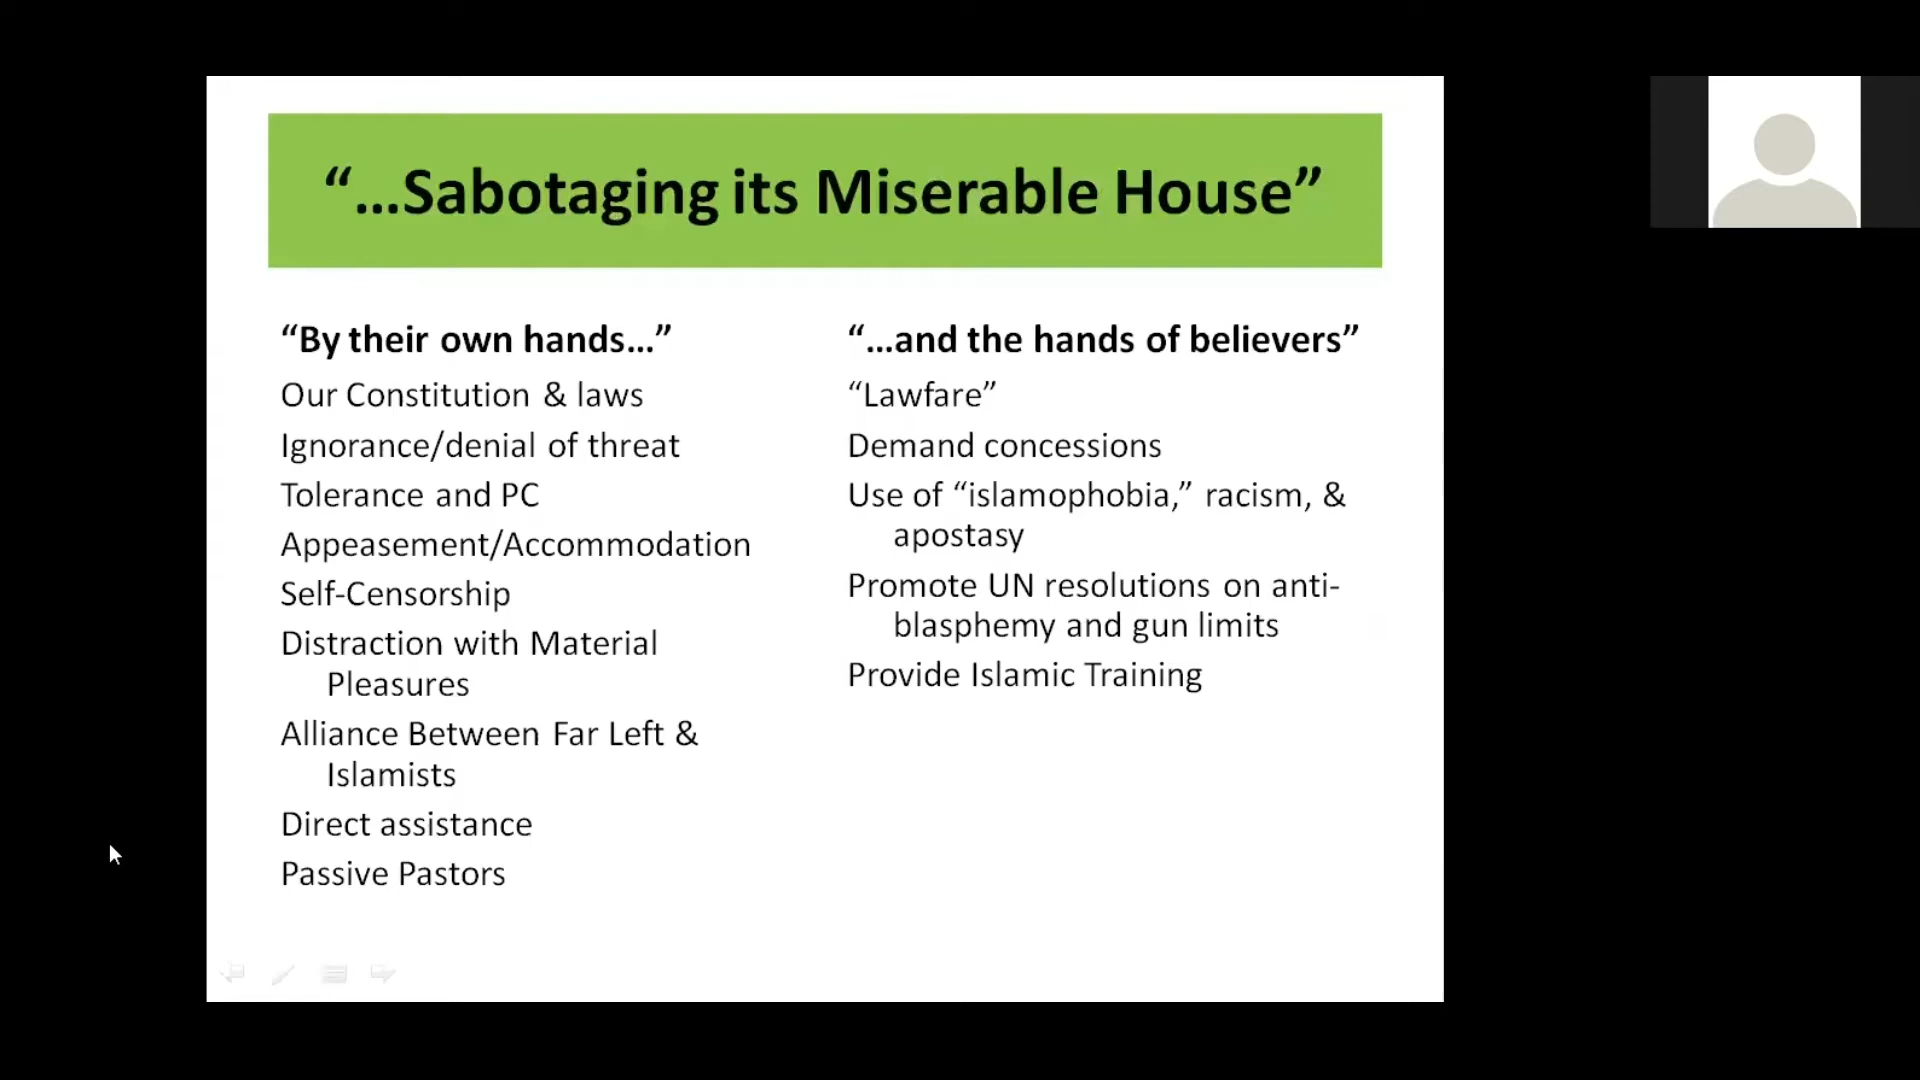 “...Sabotaging its Miserable House”
“By their own hands...”
Our Constitution & laws
Ignorance/denial of threat
Tolerance and PC
Appeasement/Accommodation
Self-Censorship
Distraction with Material
Pleasures
Alliance Between Far Left &
Islamists
Direct assistance
Passive Pastors
“...and the hands of believers”
“Lawfare”
Demand concessions
Use of “islamophobia,” racism, &
apostasy
Promote UN resolutions on anti-
blasphemy and gun limits
Provide Islamic Training